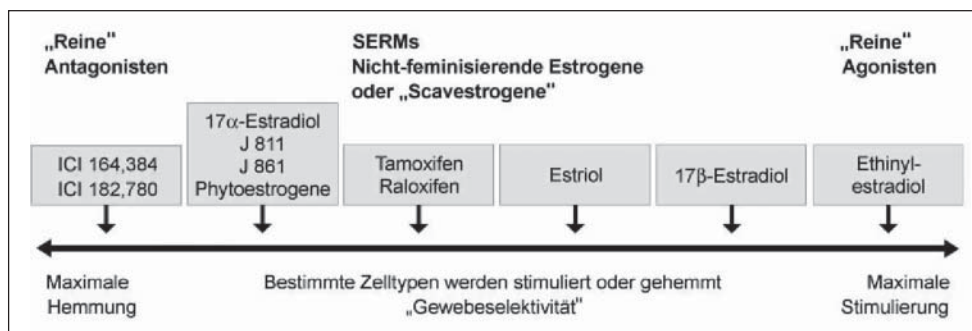 „Reine"
Antagonisten
SERMs
Nicht-feminisierende Estrogene
oder „Scavestrogene"
„Reine"
Agonisten
ICI 164,384
ICI 182,780
17α-Estradiol
J 811
J 861
Phytoestrogene
Tamoxifen
Raloxifen
Estriol
17β-Estradiol
Ethinyl-
estradiol
Maximale
Hemmung
Bestimmte Zelltypen werden stimuliert oder gehemmt
„Gewebeselektivität"
Maximale
Stimulierung